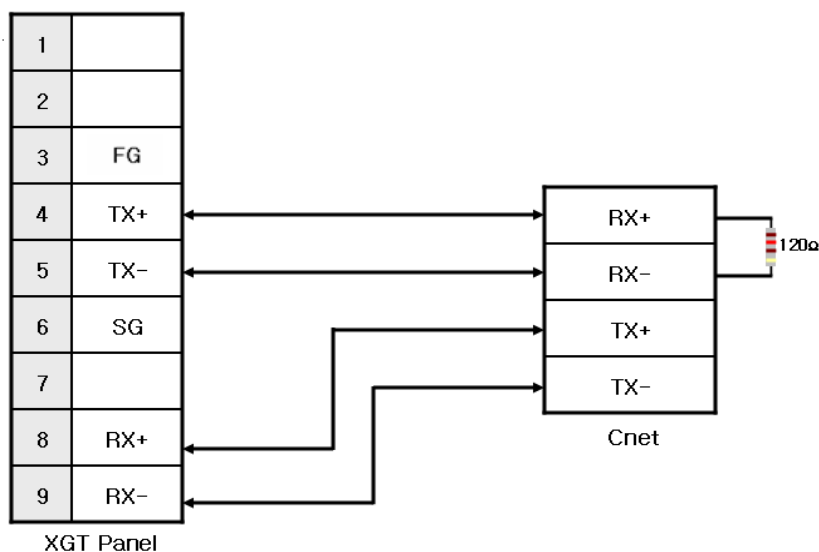 1
2
3 FG
4 TX+
5 TX-
6 SG
7
8 RX+
9 RX-
XGT Panel
RX+
RX-
TX+
TX-
Cnet
120Ω